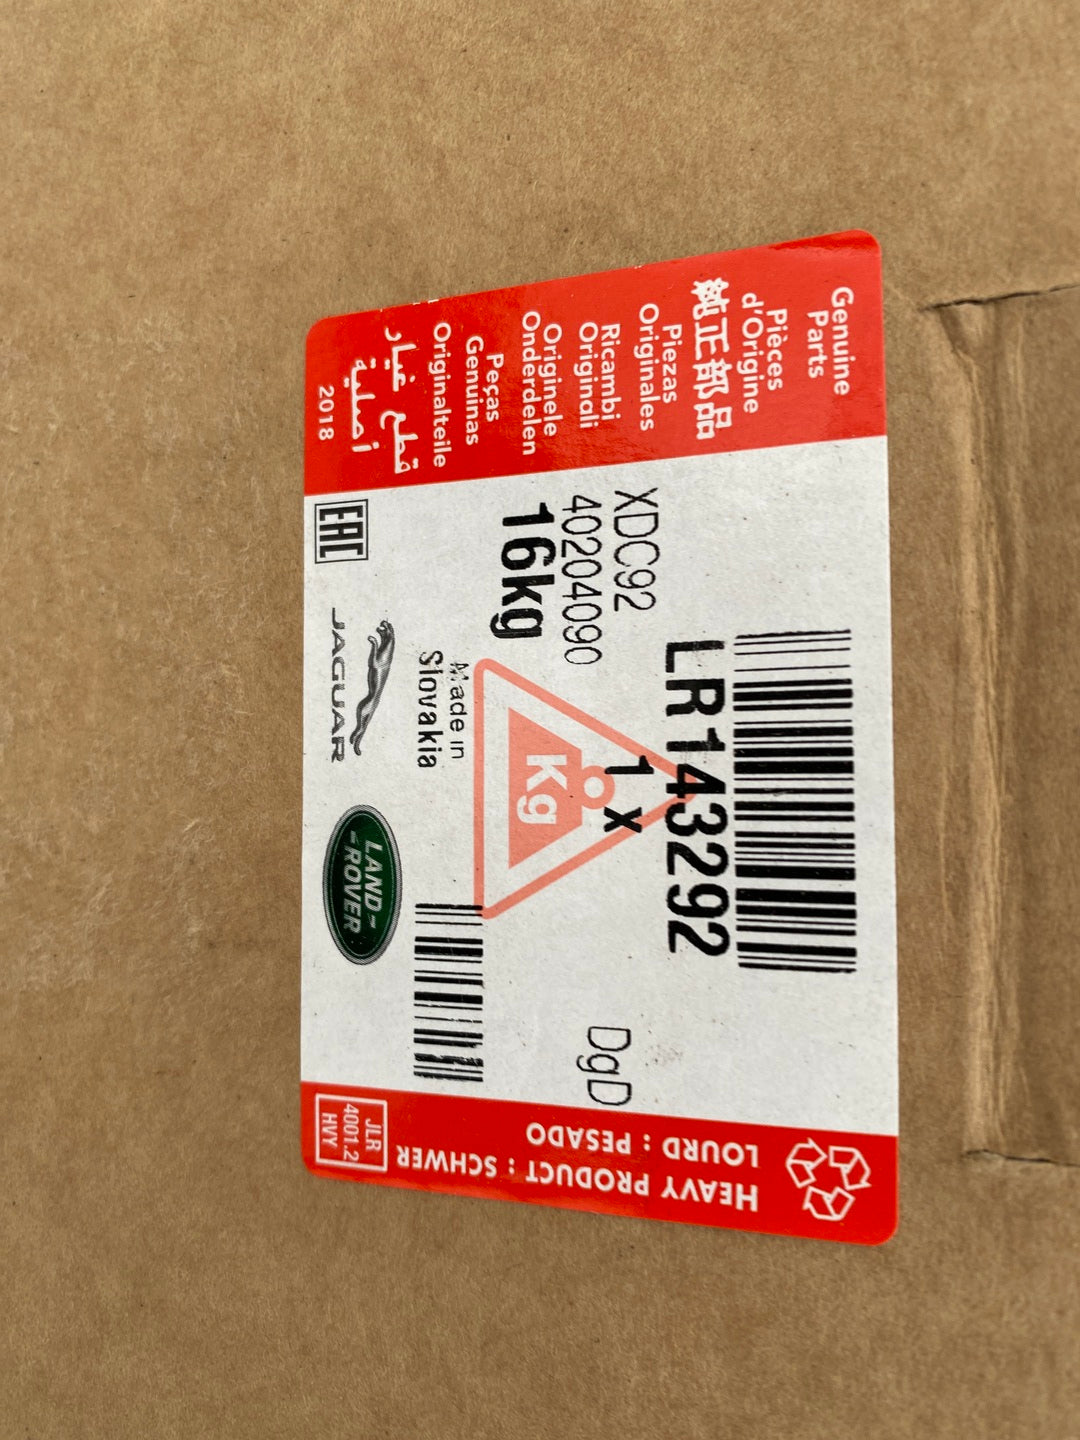 Genuine
Parts
Pièces
d'Origine
純正部品
Piezas
Originales
Ricambi
Originali
Originele
Onderdelen
Peças
Genuinas
Originalteile
قطع غيار
أصلية
2018
LR143292
XDC92
1 x
40204090
DgD
16kg
Kg
Made in
Slovakia
EAC
JAGUAR
LAND-
-ROVER
HEAVY PRODUCT : SCHWER
LOURD : PESADO
JLR
4001.2
HVY